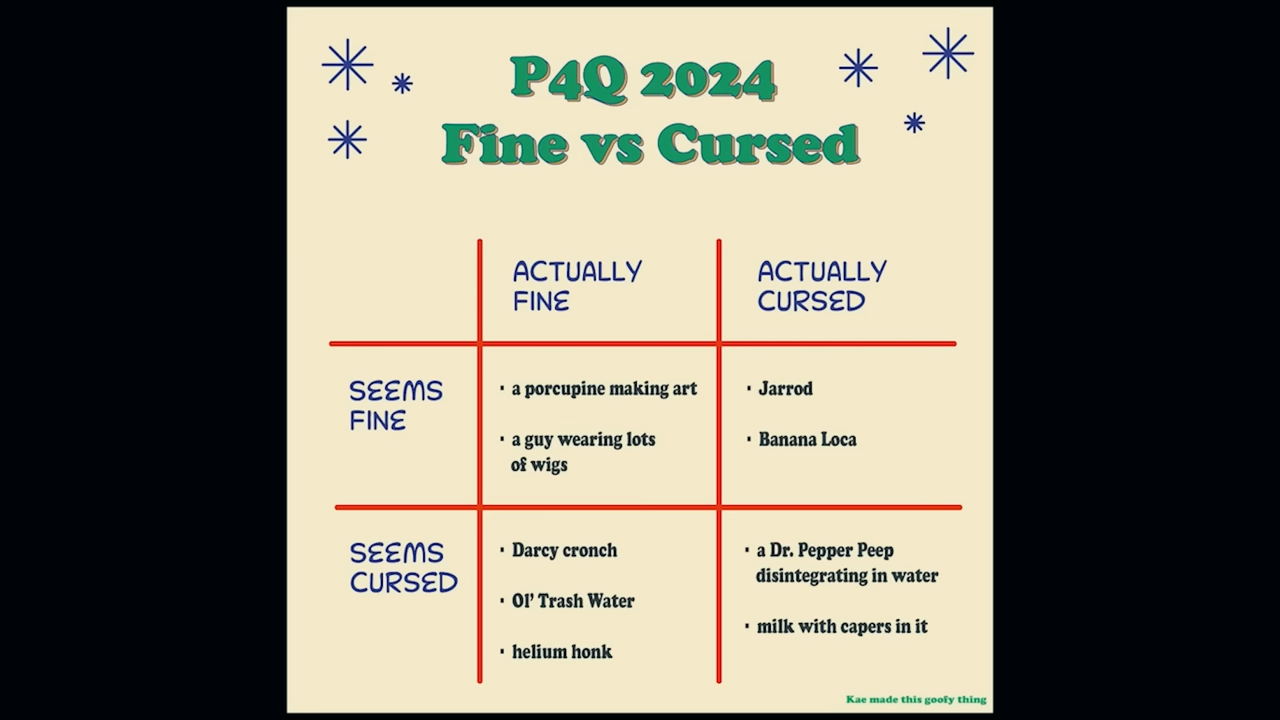 P4Q 2024
Fine vs Cursed
ACTUALLY
FINE
ACTUALLY
CURSED
SEEMS
FINE
· a porcupine making art
· a guy wearing lots
of wigs
· Jarrod
· Banana Loca
SEEMS
CURSED
· Darcy cronch
· Ol' Trash Water
· helium honk
· a Dr. Pepper Peep
disintegrating in water
· milk with capers in it
Kae made this goofy thing